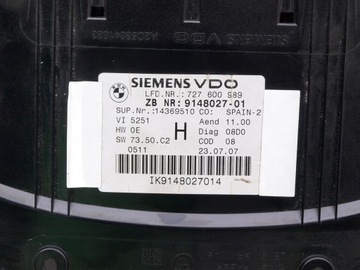 SIEMENS VDO
LFD.NR.: 727 600 989
ZB NR: 9148027-01
SUP.Nr.: 14369510 CO: SPAIN-2
VI 5251 Aend 11.00
HW 0E H Diag 08D0
SW 73.50.C2 COD 08
0511 23.07.07
IK9148027014